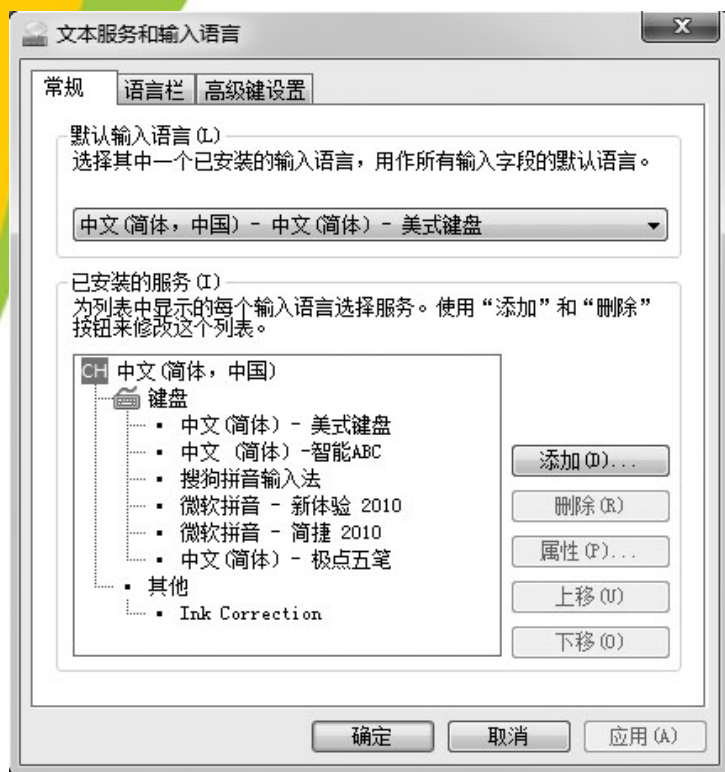 文本服务和输入语言
常规 语言栏 高级键设置
默认输入语言(L)
选择其中一个已安装的输入语言，用作所有输入字段的默认语言。
中文(简体，中国) - 中文(简体) - 美式键盘
已安装的服务(I)
为列表中显示的每个输入语言选择服务。使用“添加”和“删除”
按钮来修改这个列表。
CH 中文(简体，中国)
键盘
中文(简体) - 美式键盘
中文 (简体) -智能ABC
搜狗拼音输入法
微软拼音 - 新体验 2010
微软拼音 - 简捷 2010
中文(简体) - 极点五笔
其他
Ink Correction
添加(D)...
删除(R)
属性(P)...
上移(U)
下移(O)
确定 取消 应用(A)